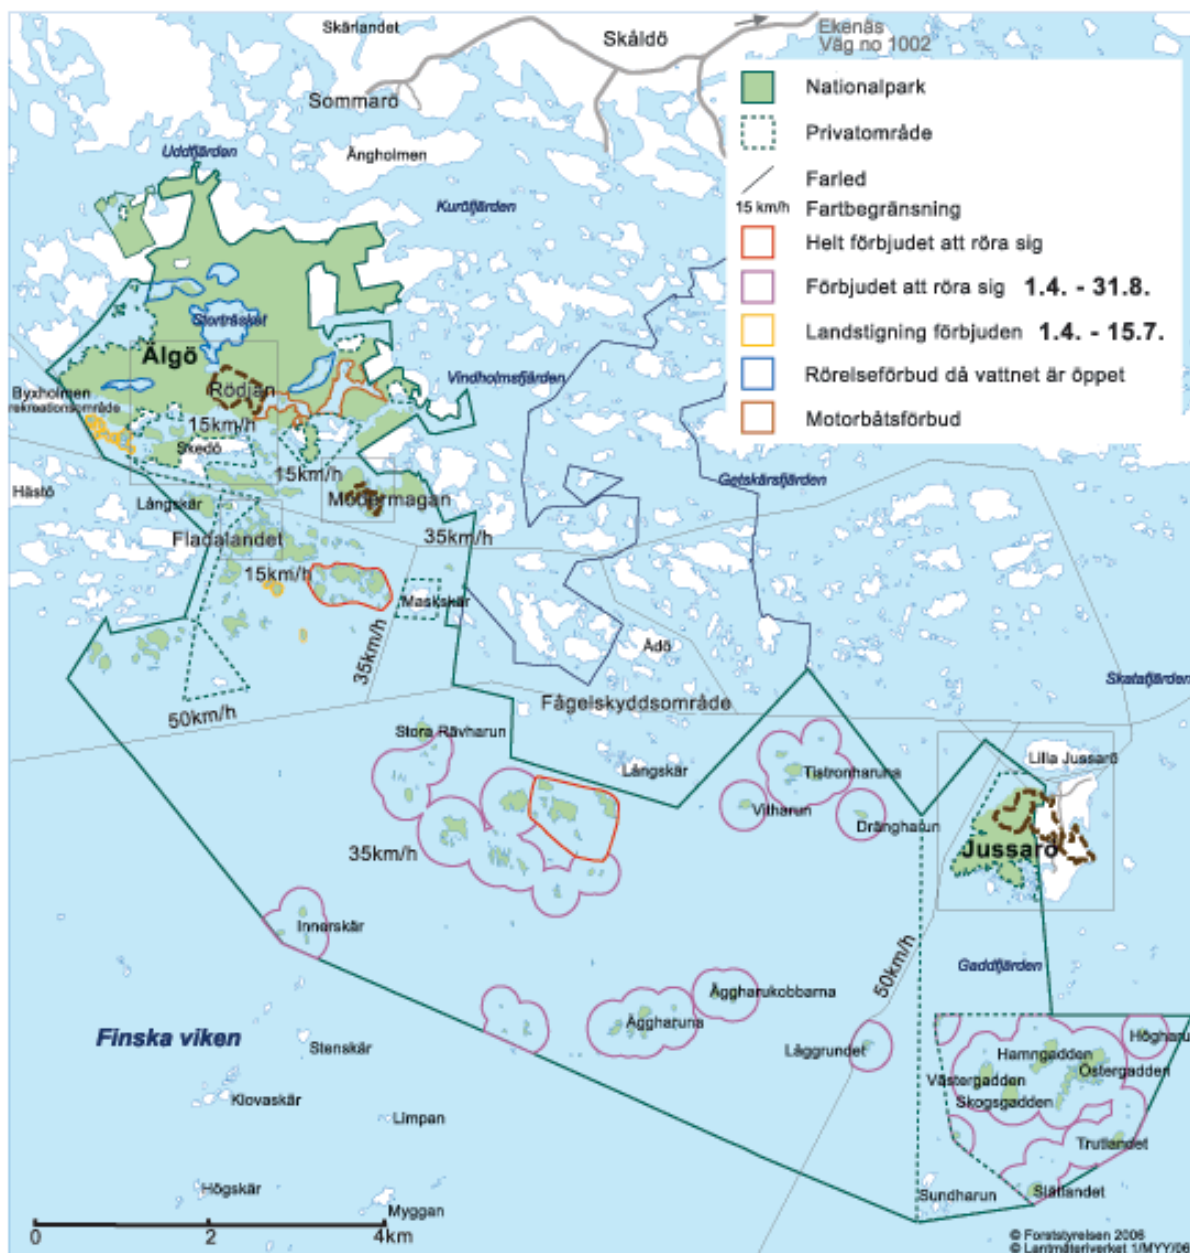 Skärlandet
Skåldö
Ekenäs
Väg no 1002
Sommarö
Ängholmen
Uddfjärden
Kuröfjärden
Nationalpark
Privatområde
Farled
15 km/h Fartbegränsning
Helt förbjudet att röra sig
Förbjudet att röra sig 1.4. - 31.8.
Landstigning förbjuden 1.4. - 15.7.
Rörelseförbud då vattnet är öppet
Motorbåtsförbud
Storträsket
Älgö
Rödjan
Vindholmsfjärden
Byxholmen
rekreationsområde
15km/h
Skedö
15km/h
Getskärsfjärden
Hästö
Långskär
Modermagan
Fladalandet
35km/h
15km/h
Maskskär
35km/h
Ådö
Skatafjärden
50km/h
Fågelskyddsområde
Stora Rävharun
Långskär
Tistronharuna
Lilla Jussarö
Vitharun
Drängharun
35km/h
Jussarö
Innerskär
50km/h
Gaddfjärden
Äggharukobbarna
Äggharuna
Låggrundet
Finska viken
Stenskär
Högharu
Hamngadden
Östergadden
Västergadden
Skogsgadden
Klovaskär
Limpan
Trutlandet
Högskär
Sundharun
Slätlandet
Myggan
0 2 4km
© Forststyrelsen 2006
© Lantmäteriverket 1/MYY/06